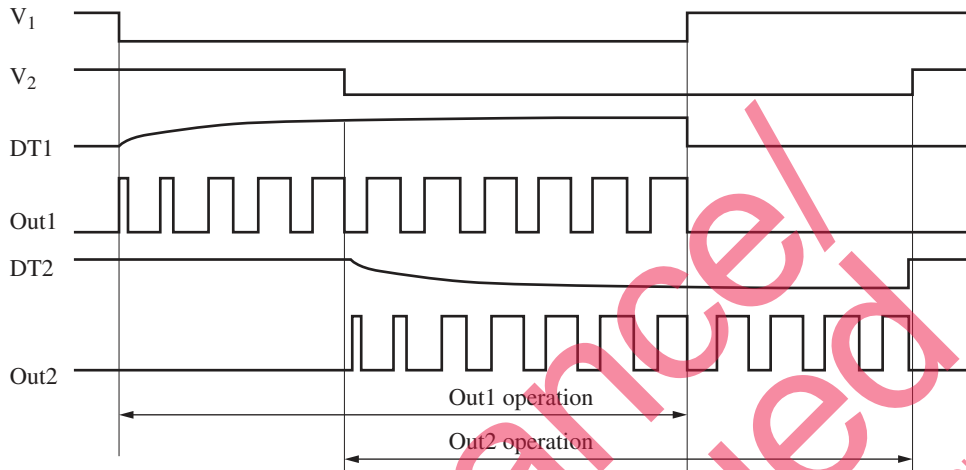 V1
V2
DT1
Out1
DT2
Out2
Out1 operation
Out2 operation